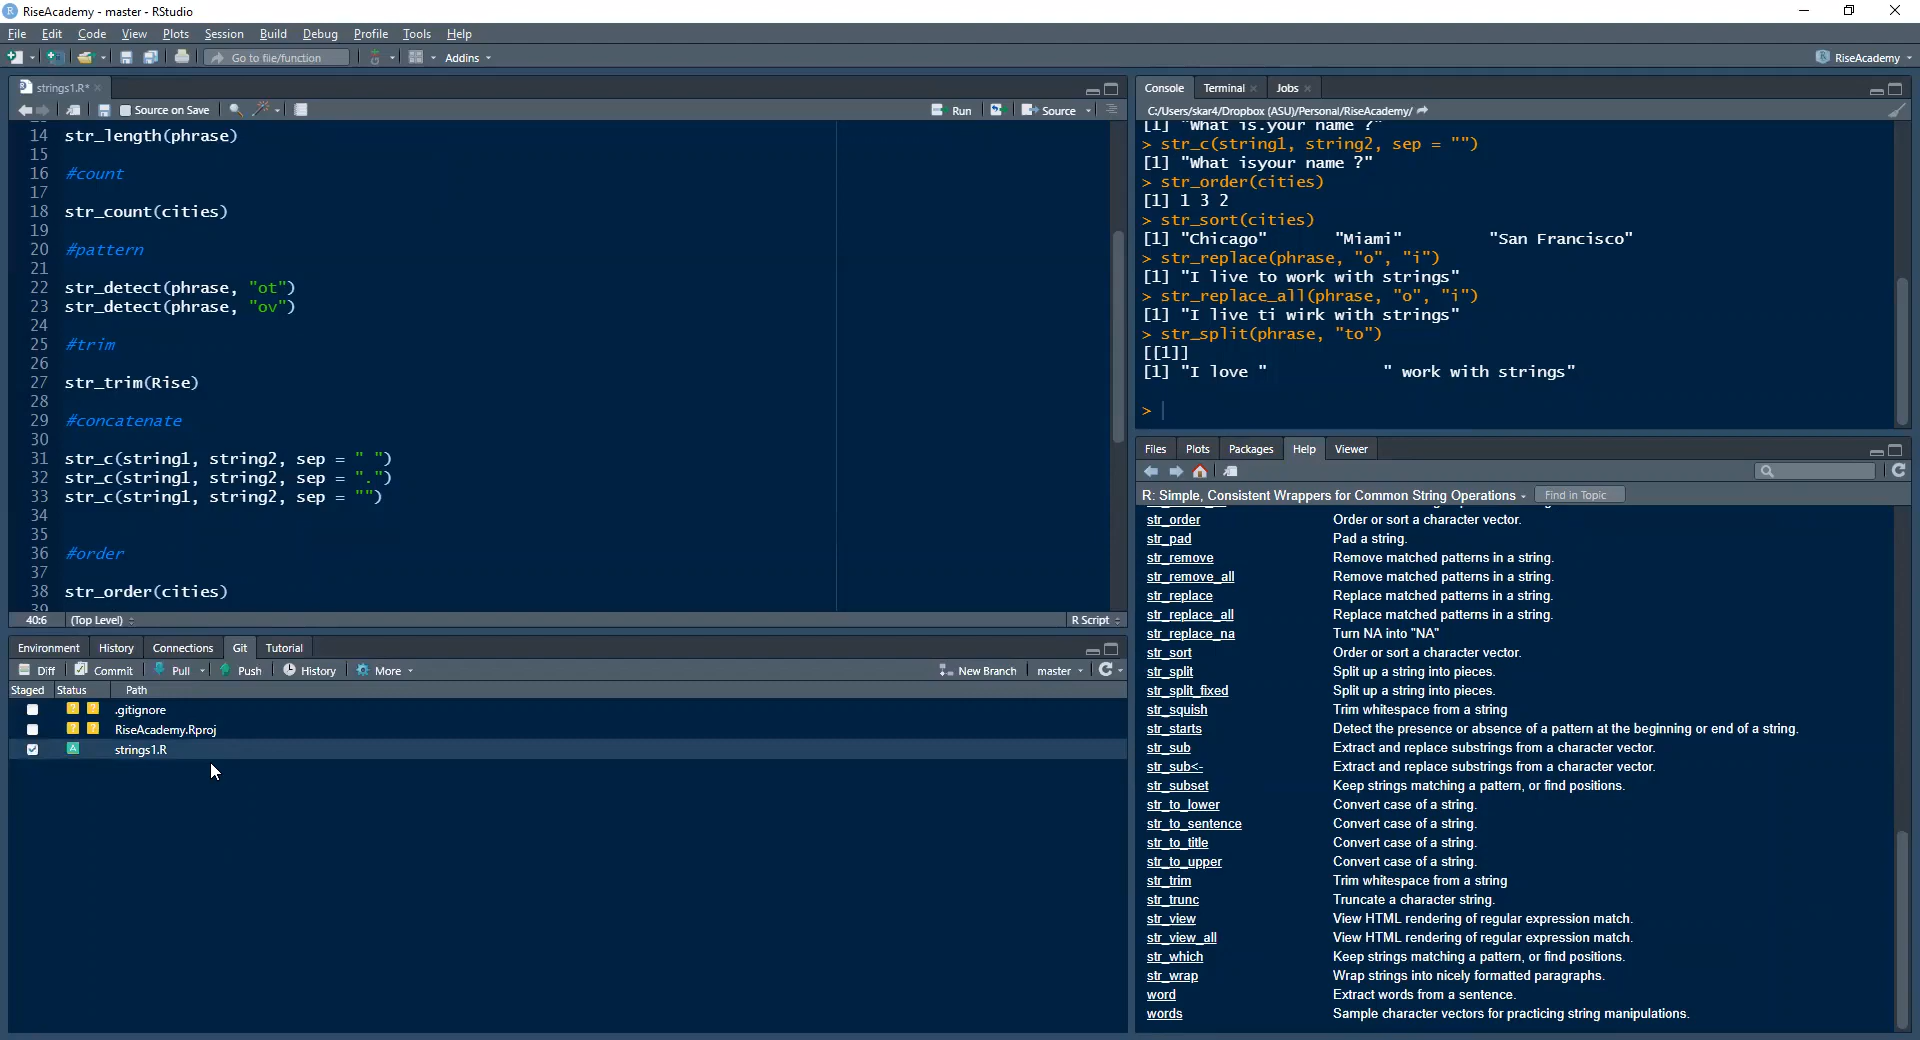 RiseAcademy - master - RStudio
File Edit Code View Plots Session Build Debug Profile Tools Help
Go to file/function Addins RiseAcademy
strings1.R*
Source on Save Run Source
14 str_length(phrase)
15
16 #count
17
18 str_count(cities)
19
20 #pattern
21
22 str_detect(phrase, "ot")
23 str_detect(phrase, "ov")
24
25 #trim
26
27 str_trim(Rise)
28
29 #concatenate
30
31 str_c(string1, string2, sep = " ")
32 str_c(string1, string2, sep = ".")
33 str_c(string1, string2, sep = "")
34
35
36 #order
37
38 str_order(cities)
39
40:6 (Top Level) R Script
Environment History Connections Git Tutorial
Diff Commit Pull Push History More New Branch master
Staged Status Path
? ? .gitignore
? ? RiseAcademy.Rproj
A strings1.R
Console Terminal Jobs
C:/Users/skar4/Dropbox (ASU)/Personal/RiseAcademy/
[1] "What is.your name ?"
> str_c(string1, string2, sep = "")
[1] "What isyour name ?"
> str_order(cities)
[1] 1 3 2
> str_sort(cities)
[1] "Chicago" "Miami" "San Francisco"
> str_replace(phrase, "o", "i")
[1] "I live to work with strings"
> str_replace_all(phrase, "o", "i")
[1] "I live ti wirk with strings"
> str_split(phrase, "to")
[[1]]
[1] "I love " " work with strings"
>
Files Plots Packages Help Viewer
R: Simple, Consistent Wrappers for Common String Operations Find in Topic
str_order Order or sort a character vector.
str_pad Pad a string.
str_remove Remove matched patterns in a string.
str_remove_all Remove matched patterns in a string.
str_replace Replace matched patterns in a string.
str_replace_all Replace matched patterns in a string.
str_replace_na Turn NA into "NA"
str_sort Order or sort a character vector.
str_split Split up a string into pieces.
str_split_fixed Split up a string into pieces.
str_squish Trim whitespace from a string
str_starts Detect the presence or absence of a pattern at the beginning or end of a string.
str_sub Extract and replace substrings from a character vector.
str_sub<- Extract and replace substrings from a character vector.
str_subset Keep strings matching a pattern, or find positions.
str_to_lower Convert case of a string.
str_to_sentence Convert case of a string.
str_to_title Convert case of a string.
str_to_upper Convert case of a string.
str_trim Trim whitespace from a string
str_trunc Truncate a character string.
str_view View HTML rendering of regular expression match.
str_view_all View HTML rendering of regular expression match.
str_which Keep strings matching a pattern, or find positions.
str_wrap Wrap strings into nicely formatted paragraphs.
word Extract words from a sentence.
words Sample character vectors for practicing string manipulations.